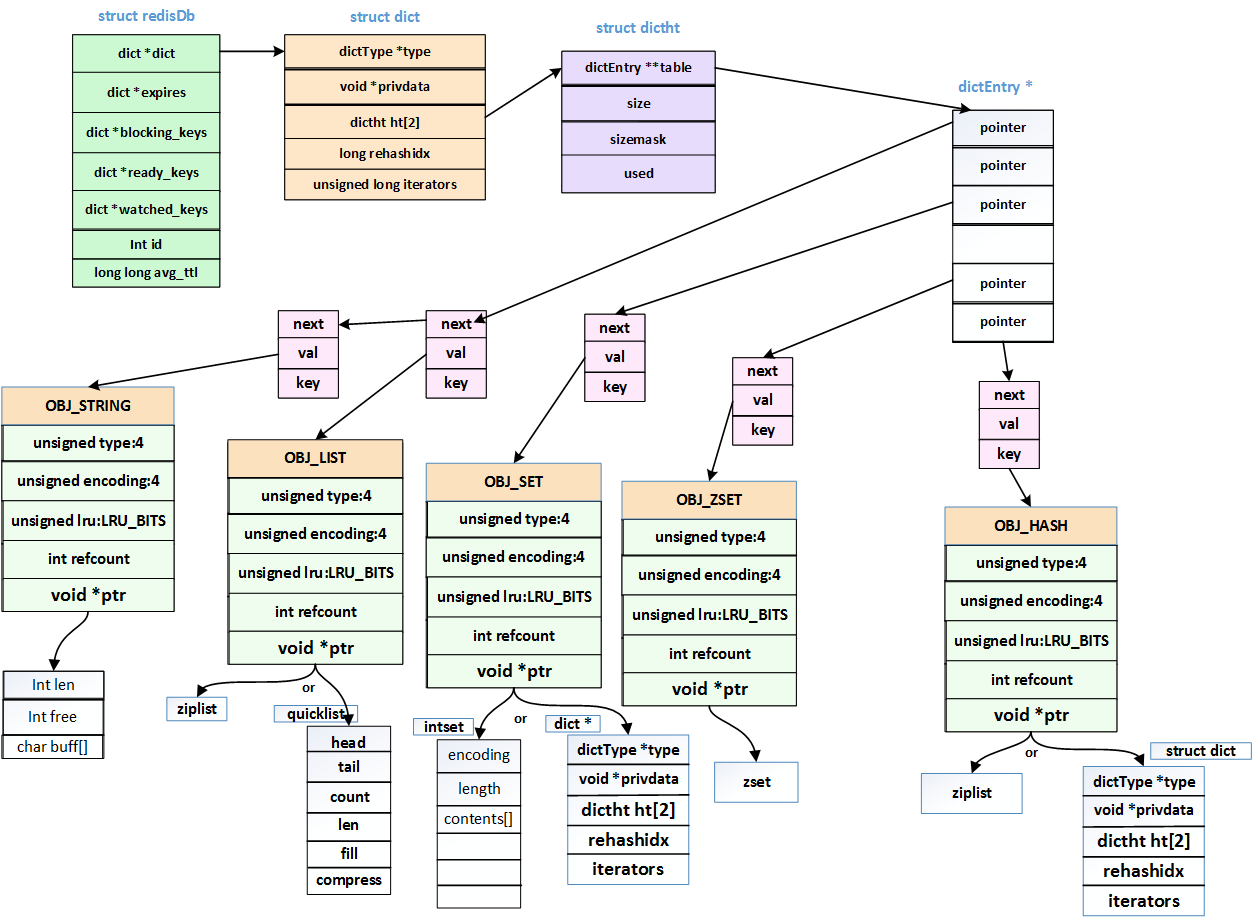 struct redisDb
dict *dict
dict *expires
dict *blocking_keys
dict *ready_keys
dict *watched_keys
Int id
long long avg_ttl
struct dict
dictType *type
void *privdata
dictht ht[2]
long rehashidx
unsigned long iterators
struct dictht
dictEntry **table
size
sizemask
used
dictEntry *
pointer
pointer
pointer
pointer
pointer
next
val
key
next
val
key
next
val
key
next
val
key
next
val
key
OBJ_STRING
unsigned type:4
unsigned encoding:4
unsigned lru:LRU_BITS
int refcount
void *ptr
Int len
Int free
char buff[]
OBJ_LIST
unsigned type:4
unsigned encoding:4
unsigned lru:LRU_BITS
int refcount
void *ptr
or
ziplist
quicklist
head
tail
count
len
fill
compress
OBJ_SET
unsigned type:4
unsigned encoding:4
unsigned lru:LRU_BITS
int refcount
void *ptr
or
intset
encoding
length
contents[]
dict *
dictType *type
void *privdata
dictht ht[2]
rehashidx
iterators
OBJ_ZSET
unsigned type:4
unsigned encoding:4
unsigned lru:LRU_BITS
int refcount
void *ptr
zset
OBJ_HASH
unsigned type:4
unsigned encoding:4
unsigned lru:LRU_BITS
int refcount
void *ptr
or
ziplist
struct dict
dictType *type
void *privdata
dictht ht[2]
rehashidx
iterators